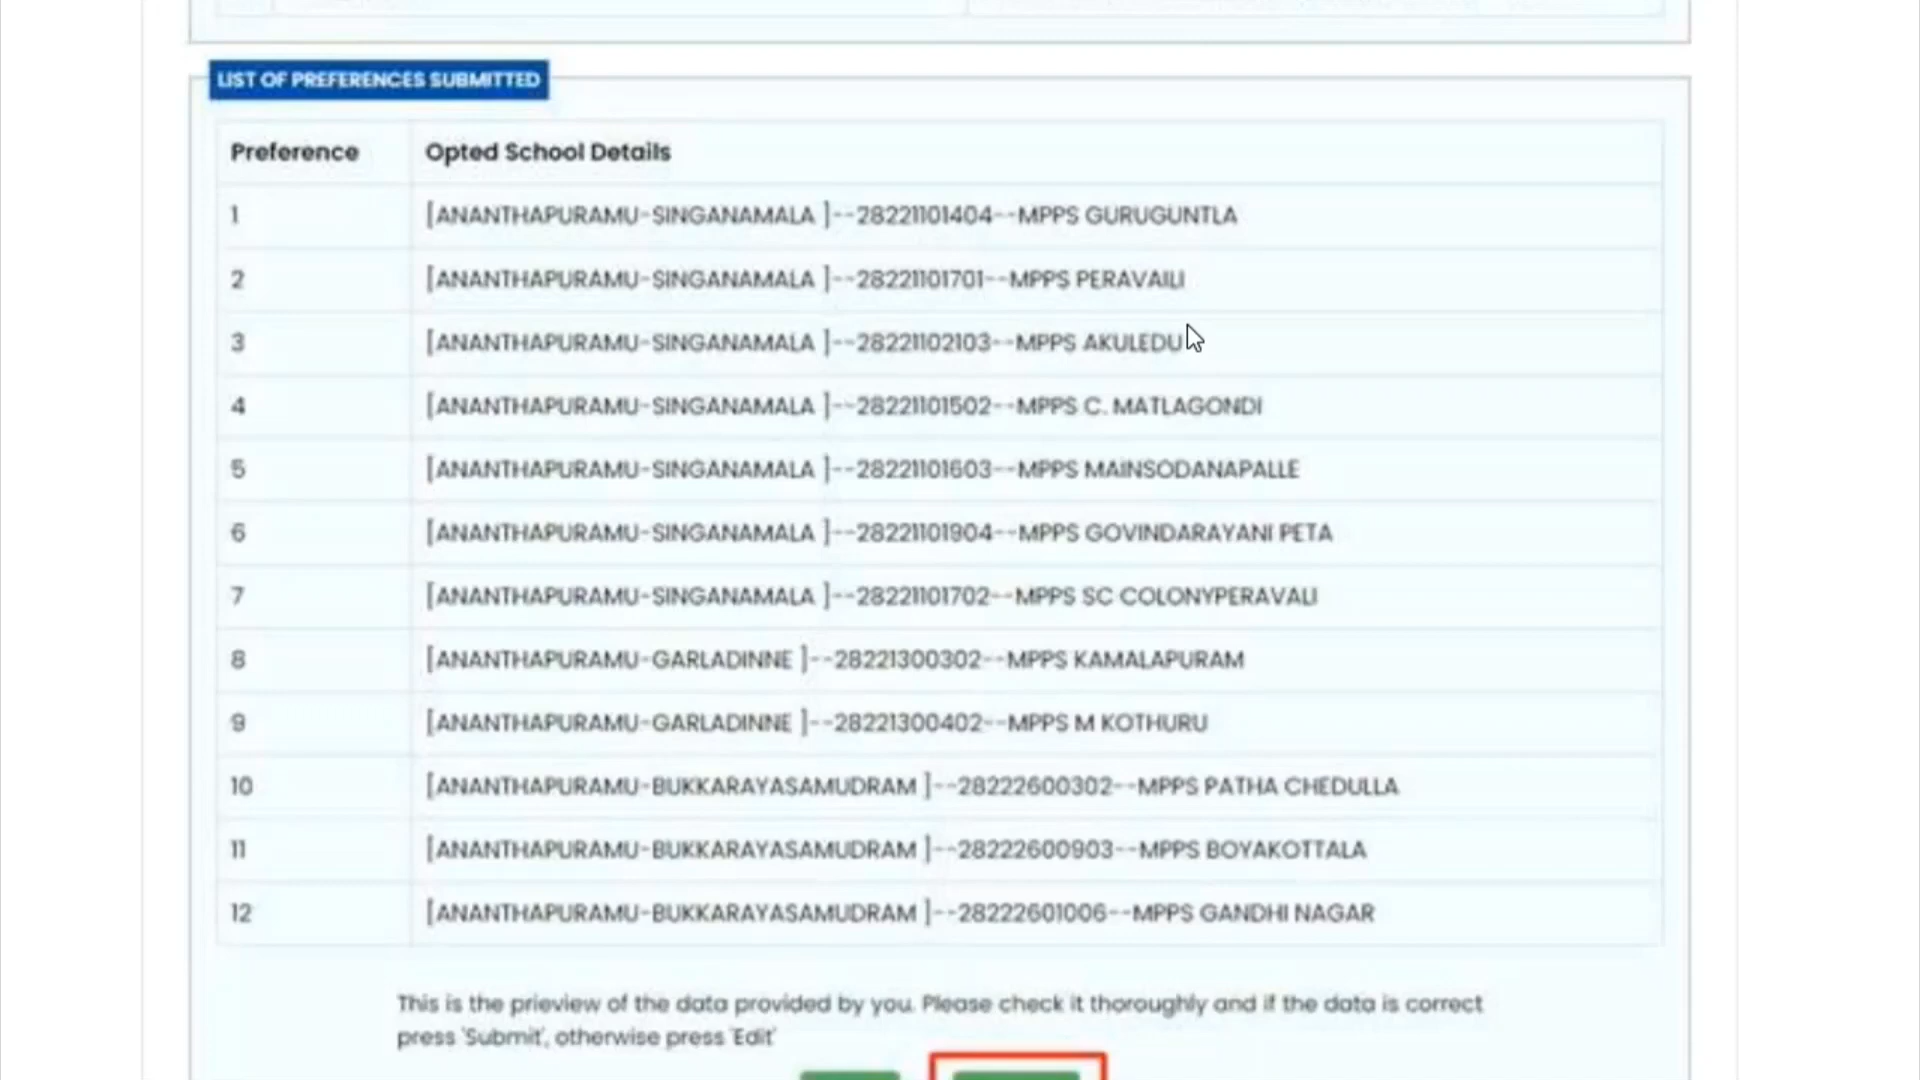 LIST OF PREFERENCES SUBMITTED
Preference Opted School Details
1 [ANANTHAPURAMU-SINGANAMALA ]--28221101404--MPPS GURUGUNTLA
2 [ANANTHAPURAMU-SINGANAMALA ]--28221101701--MPPS PERAVAILI
3 [ANANTHAPURAMU-SINGANAMALA ]--28221102103--MPPS AKULEDU
4 [ANANTHAPURAMU-SINGANAMALA ]--28221101502--MPPS C. MATLAGONDI
5 [ANANTHAPURAMU-SINGANAMALA ]--28221101603--MPPS MAINSODANAPALLE
6 [ANANTHAPURAMU-SINGANAMALA ]--28221101904--MPPS GOVINDARAYANI PETA
7 [ANANTHAPURAMU-SINGANAMALA ]--28221101702--MPPS SC COLONYPERAVALI
8 [ANANTHAPURAMU-GARLADINNE ]--28221300302--MPPS KAMALAPURAM
9 [ANANTHAPURAMU-GARLADINNE ]--28221300402--MPPS M KOTHURU
10 [ANANTHAPURAMU-BUKKARAYASAMUDRAM ]--28222600302--MPPS PATHA CHEDULLA
11 [ANANTHAPURAMU-BUKKARAYASAMUDRAM ]--28222600903--MPPS BOYAKOTTALA
12 [ANANTHAPURAMU-BUKKARAYASAMUDRAM ]--28222601006--MPPS GANDHI NAGAR
This is the prieview of the data provided by you. Please check it thoroughly and if the data is correct
press 'Submit', otherwise press 'Edit'